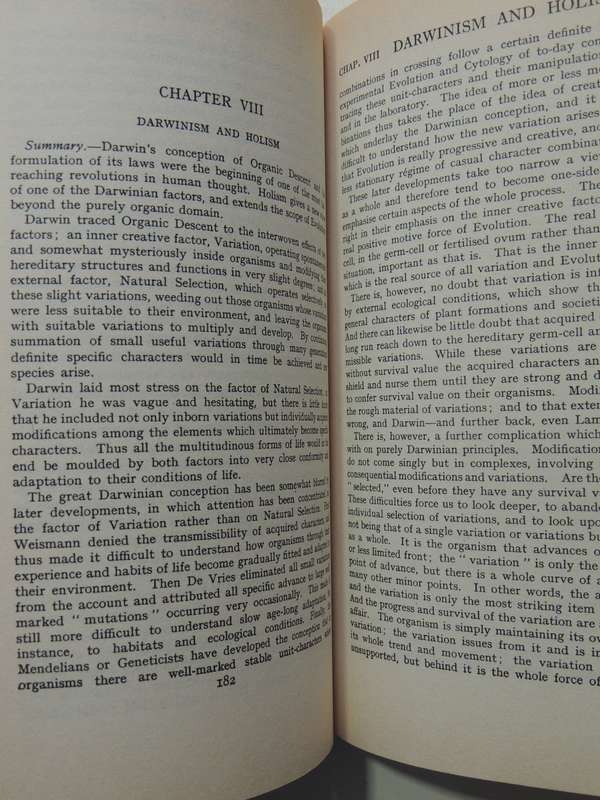 CHAPTER VIII
DARWINISM AND HOLISM
Summary.—Darwin's conception of Organic Descent and
formulation of its laws were the beginning of one of the most
reaching revolutions in human thought. Holism gives a new
of one of the Darwinian factors, and extends the scope of
beyond the purely organic domain.
Darwin traced Organic Descent to the interwoven effects of two
factors; an inner creative factor, Variation, operating
and somewhat mysteriously inside organisms and modifying
hereditary structures and functions in very slight degrees;
external factor, Natural Selection, which operates selectively
these slight variations, weeding out those organisms whose
were less suitable to their environment, and leaving the organisms
with suitable variations to multiply and develop. By
summation of small useful variations through many generations
definite specific characters would in time be achieved and
species arise.
Darwin laid most stress on the factor of Natural Selection.
Variation he was vague and hesitating, but there is little
that he included not only inborn variations but individually
modifications among the elements which ultimately become specific
characters. Thus all the multitudinous forms of life would in the
end be moulded by both factors into very close conformity
adaptation to their conditions of life.
The great Darwinian conception has been somewhat
later developments, in which attention has been concentrated
the factor of Variation rather than on Natural Selection.
Weismann denied the transmissibility of acquired characters
thus made it difficult to understand how organisms through
experience and habits of life become gradually fitted and
their environment. Then De Vries eliminated all small
from the account and attributed all specific advance to large
marked "mutations" occurring very occasionally. This made
still more difficult to understand slow age-long adaptations,
instance, to habitats and ecological conditions. Finally,
Mendelians or Geneticists have developed the conception
organisms there are well-marked stable unit-characters
182
CHAP. VIII DARWINISM AND
combinations in crossing follow a certain definite
experimental Evolution and Cytology of to-day
tracing these unit-characters and their
and in the laboratory. The idea of more or less
binations thus takes the place of the idea of
which underlay the Darwinian conception, and it
difficult to understand how the new variation arises
that Evolution is really progressive and creative, and
less stationary régime of casual character
These later developments take too narrow a view
as a whole and therefore tend to become
emphasise certain aspects of the whole process. The
right in their emphasis on the inner creative
real positive motive force of Evolution. The real
cell, in the germ-cell or fertilised ovum rather than
situation, important as that is. That is the inner
which is the real source of all variation and
There is, however, no doubt that variation is
by external ecological conditions, which show
general characters of plant formations and
And there can likewise be little doubt that acquired
long run reach down to the hereditary germ-cell and
missible variations. While these variations are
without survival value the acquired characters
shield and nurse them until they are strong and
to confer survival value on their organisms.
the rough material of variations; and to that
wrong, and Darwin—and further back, even
There is, however, a further complication which
with on purely Darwinian principles.
do not come singly but in complexes, involving
consequential modifications and variations. Are
"selected," even before they have any survival
These difficulties force us to look deeper, to
individual selection of variations, and to look
not being that of a single variation or variations
as a whole. It is the organism that advances
or less limited front; the "variation" is only the
point of advance, but there is a whole curve of
many other minor points. In other words, the
and the variation is only the most striking item
And the progress and survival of the variation are
affair. The organism is simply maintaining its
variation; the variation issues from it and is
its whole trend and movement; the variation
unsupported, but behind it is the whole force of